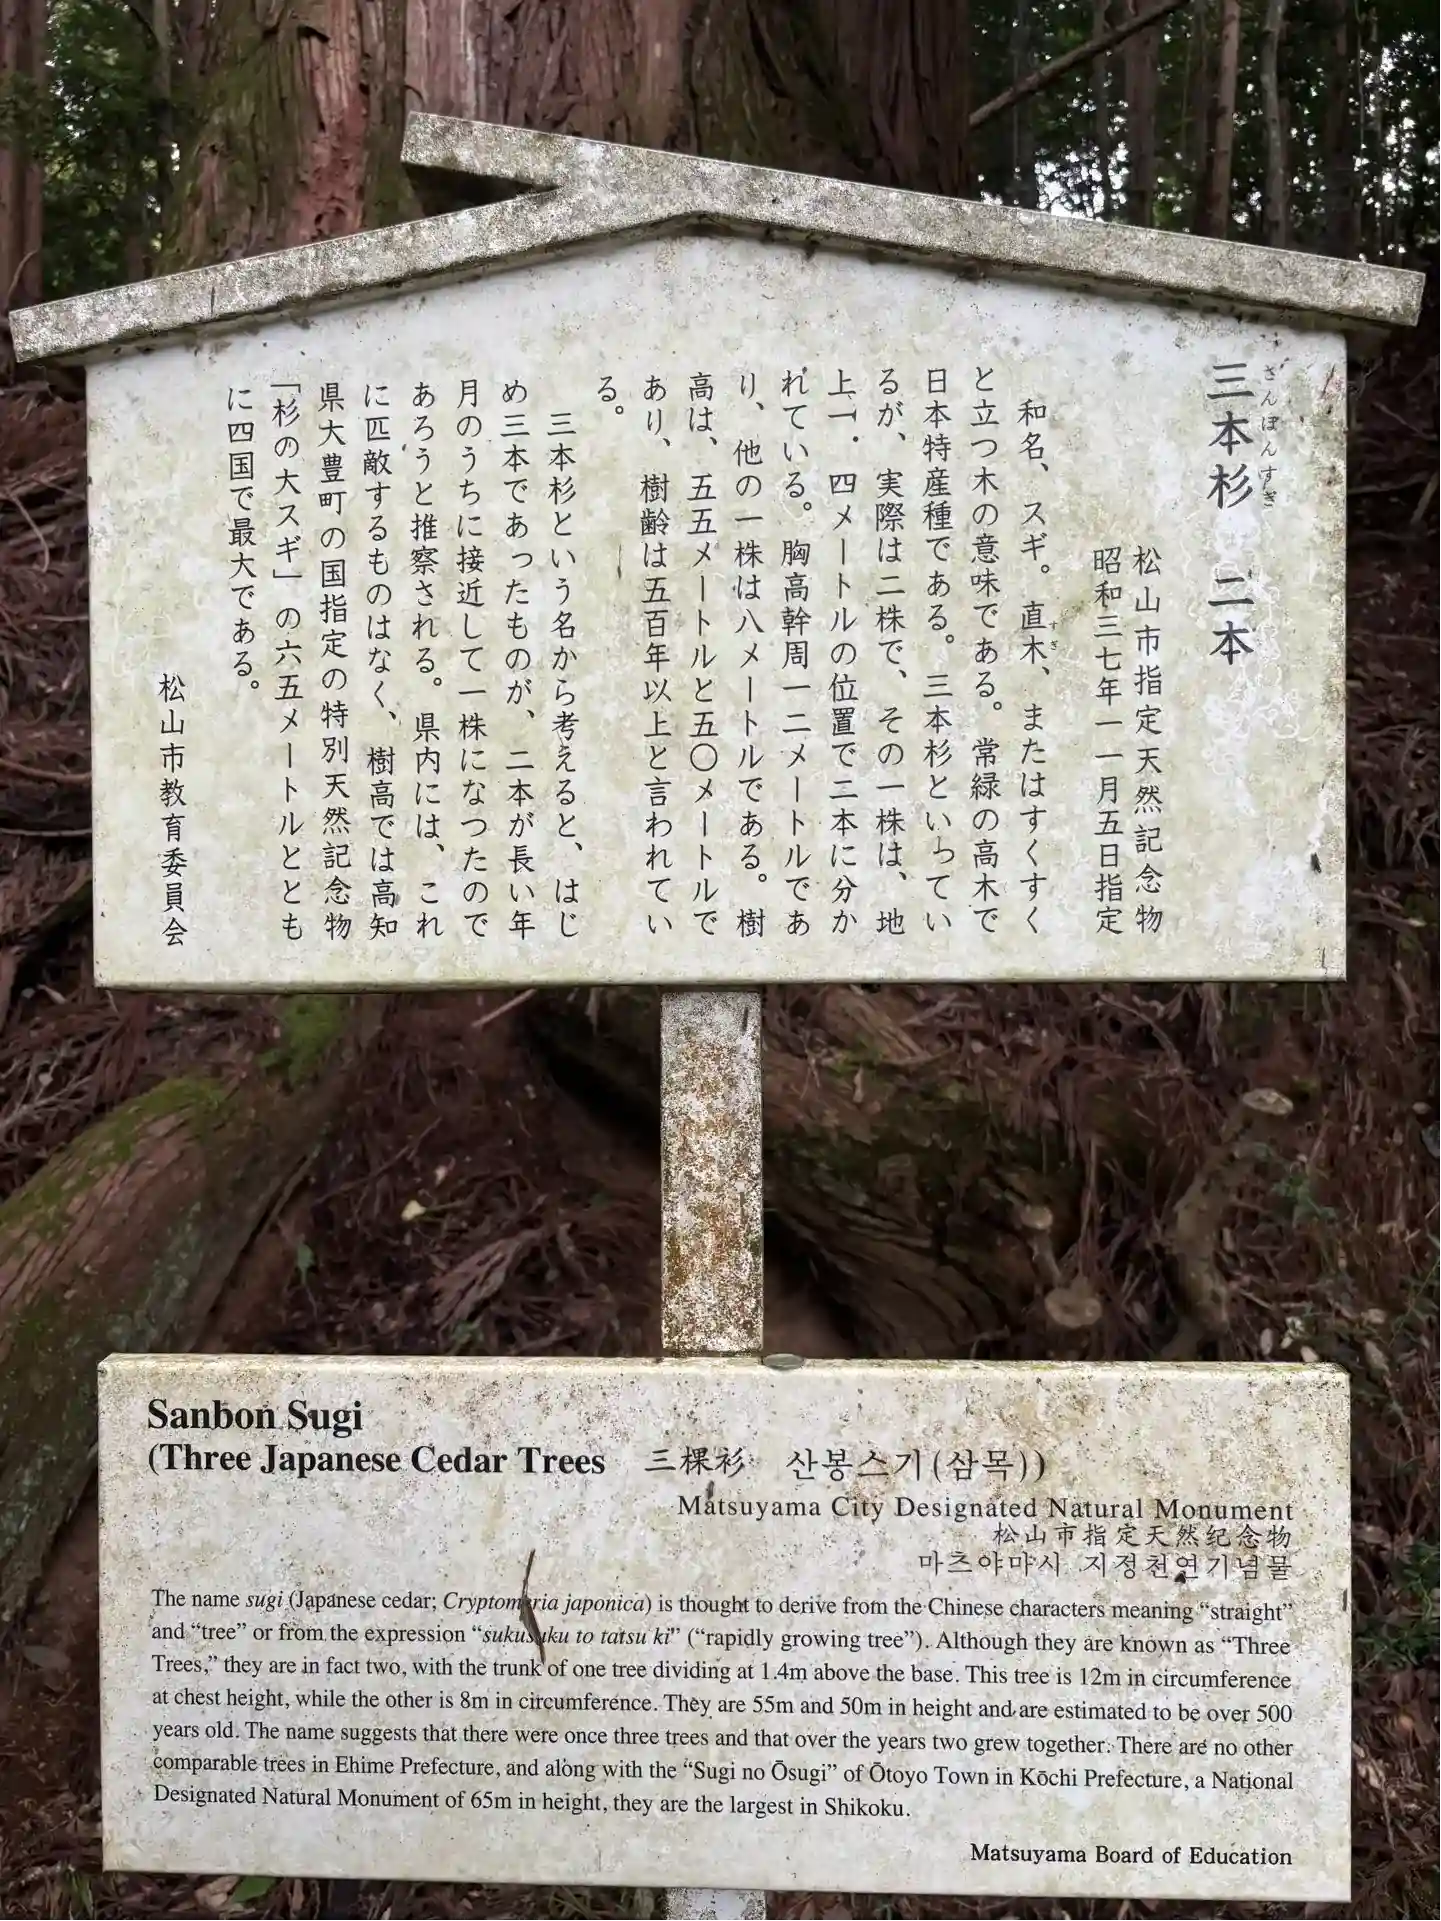 三本杉 二本
さんぼんすぎ
松山市指定天然記念物
昭和三七年一一月五日指定
和名、スギ。直木、またはすくすく
すぎ
と立つ木の意味である。常緑の高木で
日本特産種である。三本杉といってい
るが、実際は二株で、その一株は、地
上一・四メートルの位置で二本に分か
れている。胸高幹周一二メートルであ
り、他の一株は八メートルである。樹
高は、五五メートルと五〇メートルで
あり、樹齢は五百年以上と言われてい
る。
三本杉という名から考えると、はじ
め三本であったものが、二本が長い年
月のうちに接近して一株になつたので
あろうと推察される。県内には、これ
に匹敵するものはなく、樹高では高知
県大豊町の国指定の特別天然記念物
「杉の大スギ」の六五メートルととも
に四国で最大である。
松山市教育委員会
Sanbon Sugi
(Three Japanese Cedar Trees 三棵衫 산봉스기(삼목))
Matsuyama City Designated Natural Monument
松山市指定天然纪念物
마츠야먀시 지정천연기념물
The name sugi (Japanese cedar; Cryptomeria japonica) is thought to derive from the Chinese characters meaning “straight”
and “tree” or from the expression “sukusuku to tatsu ki” (“rapidly growing tree”). Although they are known as “Three
Trees,” they are in fact two, with the trunk of one tree dividing at 1.4m above the base. This tree is 12m in circumference
at chest height, while the other is 8m in circumference. They are 55m and 50m in height and are estimated to be over 500
years old. The name suggests that there were once three trees and that over the years two grew together. There are no other
comparable trees in Ehime Prefecture, and along with the “Sugi no Ōsugi” of Ōtoyo Town in Kōchi Prefecture, a National
Designated Natural Monument of 65m in height, they are the largest in Shikoku.
Matsuyama Board of Education